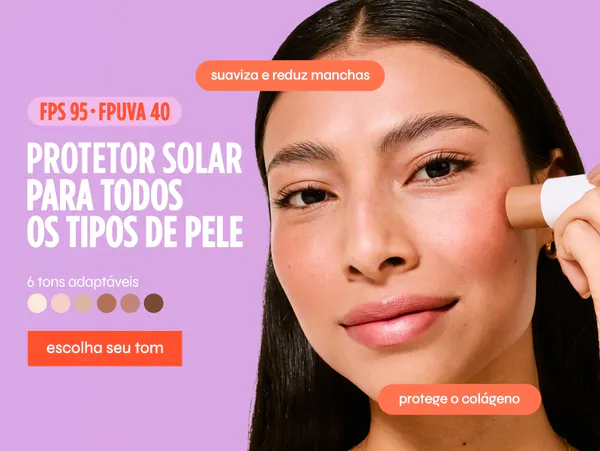 suaviza e reduz manchas
FPS 95 • FPUVA 40
PROTETOR SOLAR
PARA TODOS
OS TIPOS DE PELE
6 tons adaptáveis
escolha seu tom
protege o colágeno